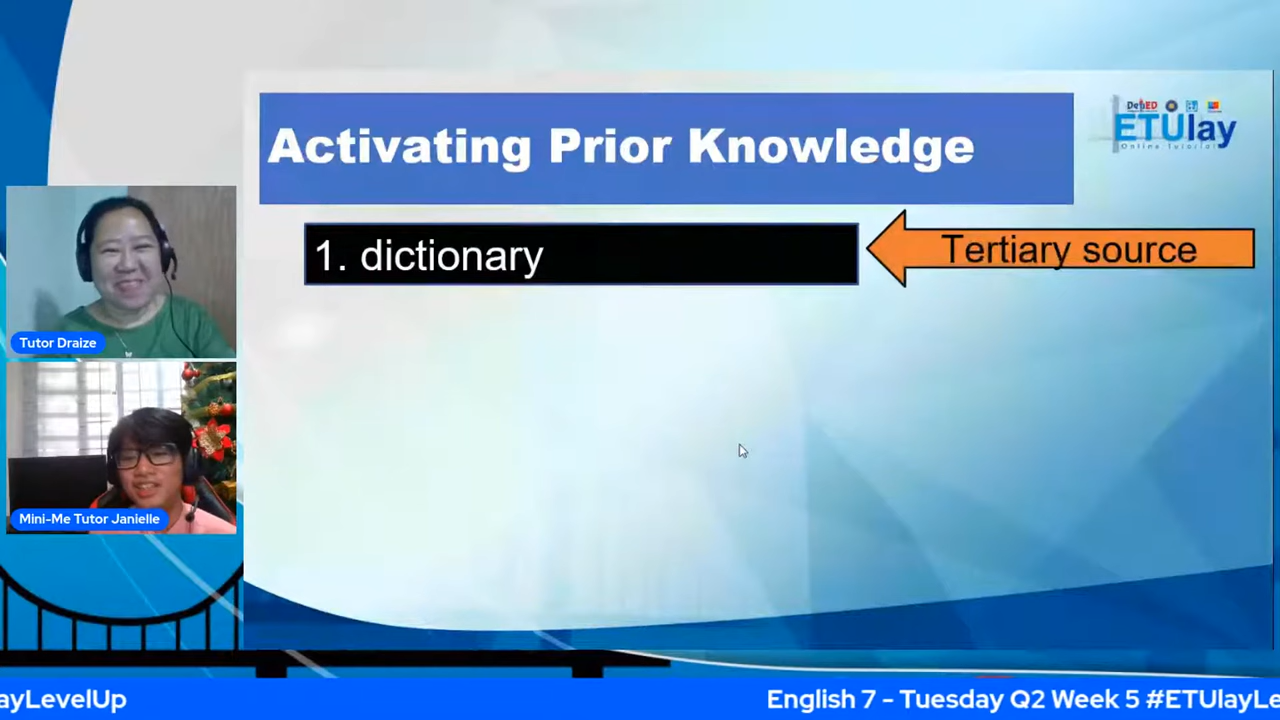 Activating Prior Knowledge
DepED
ETUlay
Online Tutorial
1. dictionary
Tertiary source
Tutor Draize
Mini-Me Tutor Janielle
ayLevelUp
English 7 - Tuesday Q2 Week 5 #ETUlayLe